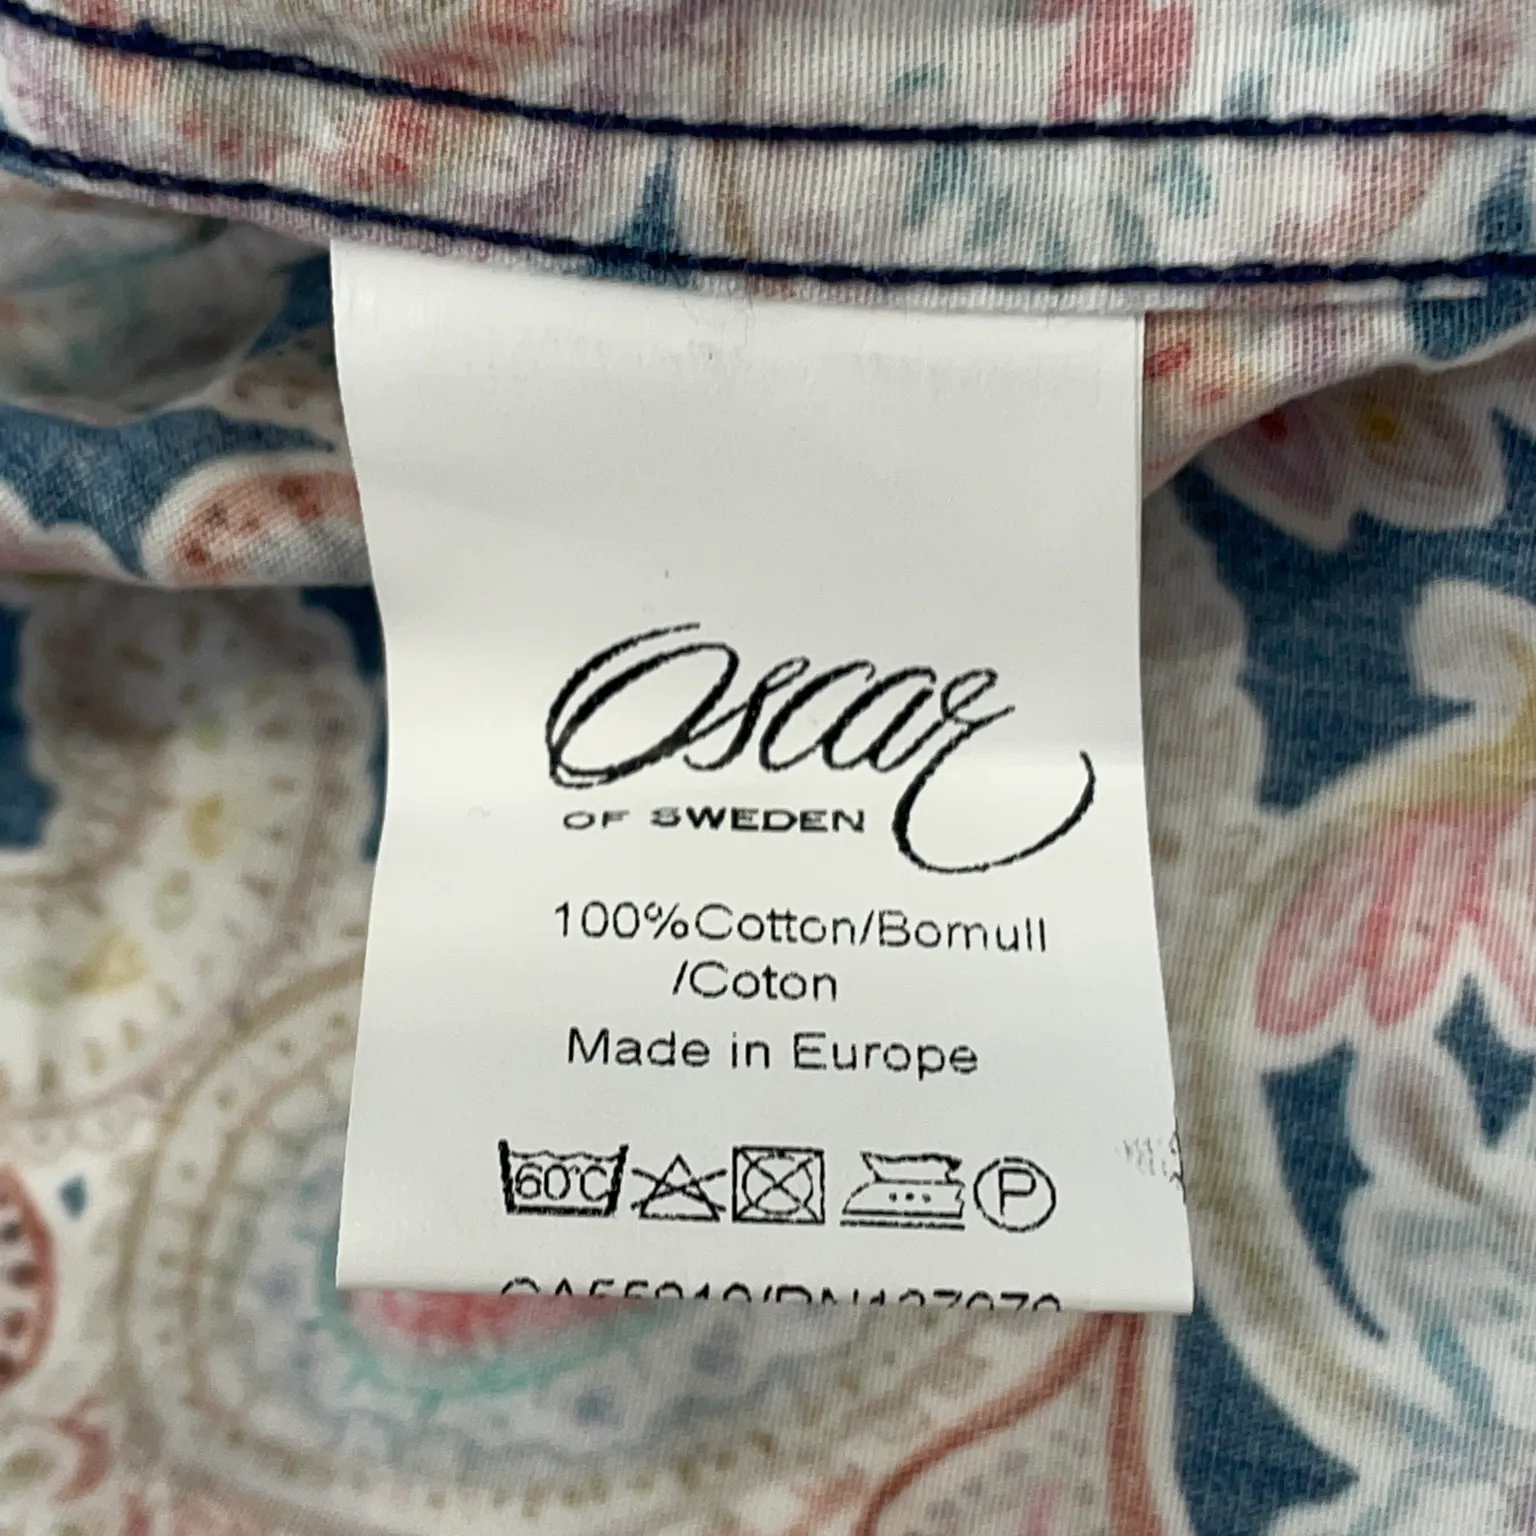 Oscar
OF SWEDEN
100%Cotton/Bomull
/Coton
Made in Europe
60°C
P